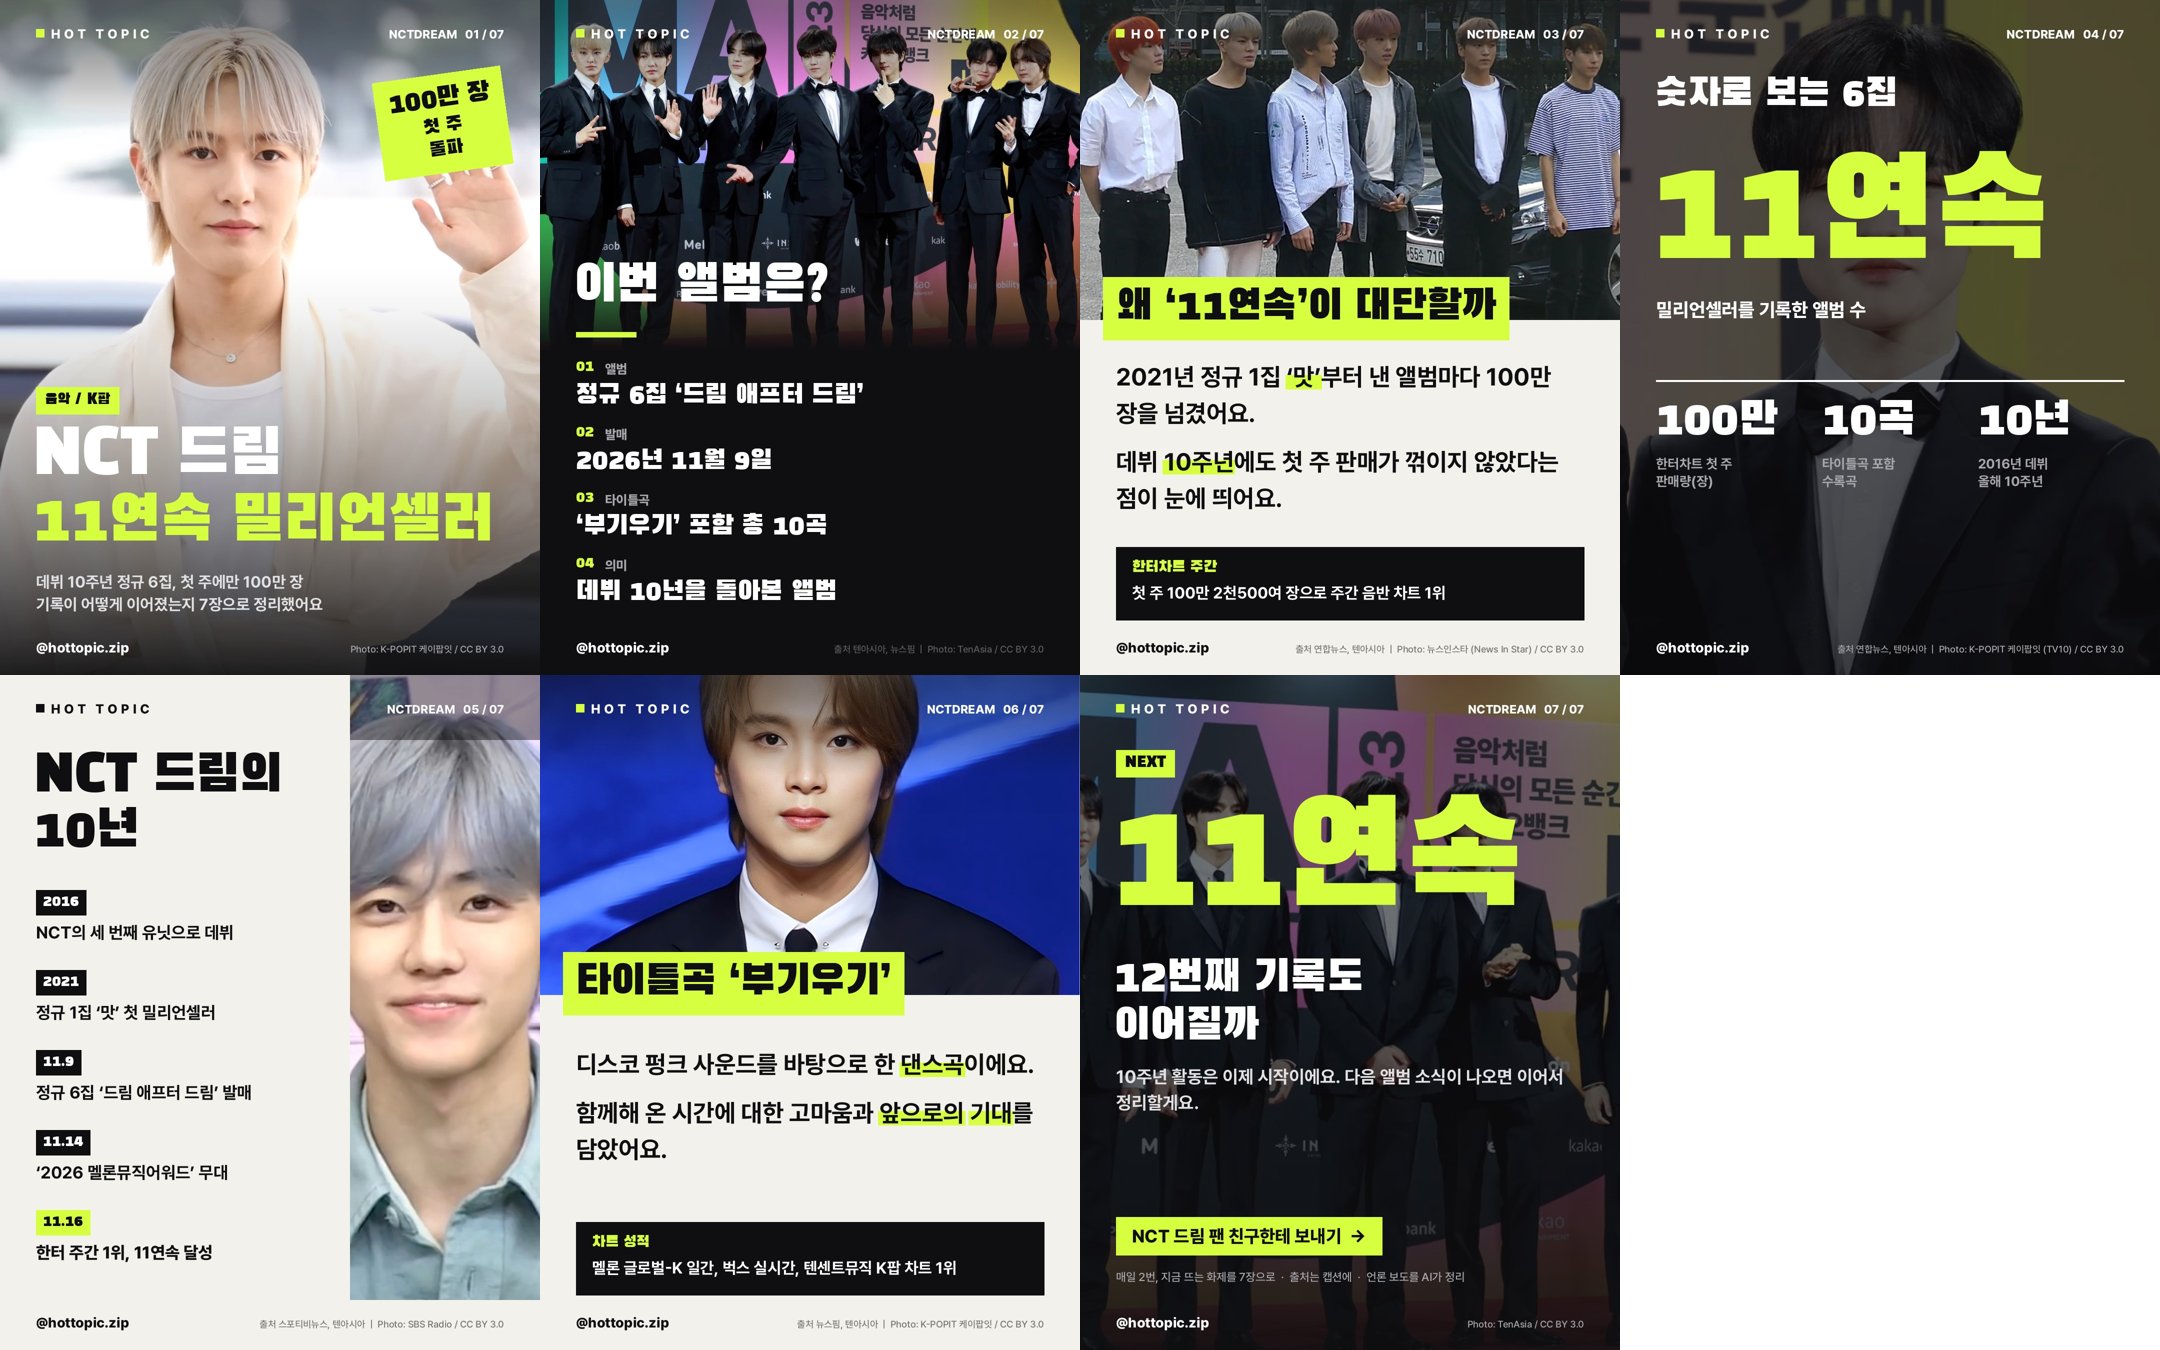 HOT TOPIC
NCTDREAM 01 / 07
100만 장
첫 주
돌파
음악 / K팝
NCT 드림
11연속 밀리언셀러
데뷔 10주년 정규 6집, 첫 주에만 100만 장
기록이 어떻게 이어졌는지 7장으로 정리했어요
@hottopic.zip
Photo: K-POPIT 케이팝잇 / CC BY 3.0
HOT TOPIC
NCTDREAM 02 / 07
음악처럼
이번 앨범은?
01 앨범
정규 6집 ‘드림 애프터 드림’
02 발매
2026년 11월 9일
03 타이틀곡
‘부기우기’ 포함 총 10곡
04 의미
데뷔 10년을 돌아본 앨범
@hottopic.zip
출처 텐아시아, 뉴스핌 | Photo: TenAsia / CC BY 3.0
HOT TOPIC
NCTDREAM 03 / 07
왜 ‘11연속’이 대단할까
2021년 정규 1집 ‘맛’부터 낸 앨범마다 100만
장을 넘겼어요.
데뷔 10주년에도 첫 주 판매가 꺾이지 않았다는
점이 눈에 띄어요.
한터차트 주간
첫 주 100만 2천500여 장으로 주간 음반 차트 1위
@hottopic.zip
출처 연합뉴스, 텐아시아 | Photo: 뉴스인스타 (News In Star) / CC BY 3.0
HOT TOPIC
NCTDREAM 04 / 07
숫자로 보는 6집
11연속
밀리언셀러를 기록한 앨범 수
100만 10곡 10년
한터차트 첫 주 타이틀곡 포함 2016년 데뷔
판매량(장) 수록곡 올해 10주년
@hottopic.zip
출처 연합뉴스, 텐아시아 | Photo: K-POPIT 케이팝잇 (TV10) / CC BY 3.0
HOT TOPIC
NCTDREAM 05 / 07
NCT 드림의
10년
2016
NCT의 세 번째 유닛으로 데뷔
2021
정규 1집 ‘맛’ 첫 밀리언셀러
11.9
정규 6집 ‘드림 애프터 드림’ 발매
11.14
‘2026 멜론뮤직어워드’ 무대
11.16
한터 주간 1위, 11연속 달성
@hottopic.zip
출처 스포티비뉴스, 텐아시아 | Photo: SBS Radio / CC BY 3.0
HOT TOPIC
NCTDREAM 06 / 07
타이틀곡 ‘부기우기’
디스코 펑크 사운드를 바탕으로 한 댄스곡이에요.
함께해 온 시간에 대한 고마움과 앞으로의 기대를
담았어요.
차트 성적
멜론 글로벌-K 일간, 벅스 실시간, 텐센트뮤직 K팝 차트 1위
@hottopic.zip
출처 뉴스핌, 텐아시아 | Photo: K-POPIT 케이팝잇 / CC BY 3.0
HOT TOPIC
NCTDREAM 07 / 07
음악처럼
당신의 모든 순간
NEXT
11연속
12번째 기록도
이어질까
10주년 활동은 이제 시작이에요. 다음 앨범 소식이 나오면 이어서
정리할게요.
NCT 드림 팬 친구한테 보내기 →
매일 2번, 지금 뜨는 화제를 7장으로 · 출처는 캡션에 · 언론 보도를 AI가 정리
@hottopic.zip
Photo: TenAsia / CC BY 3.0